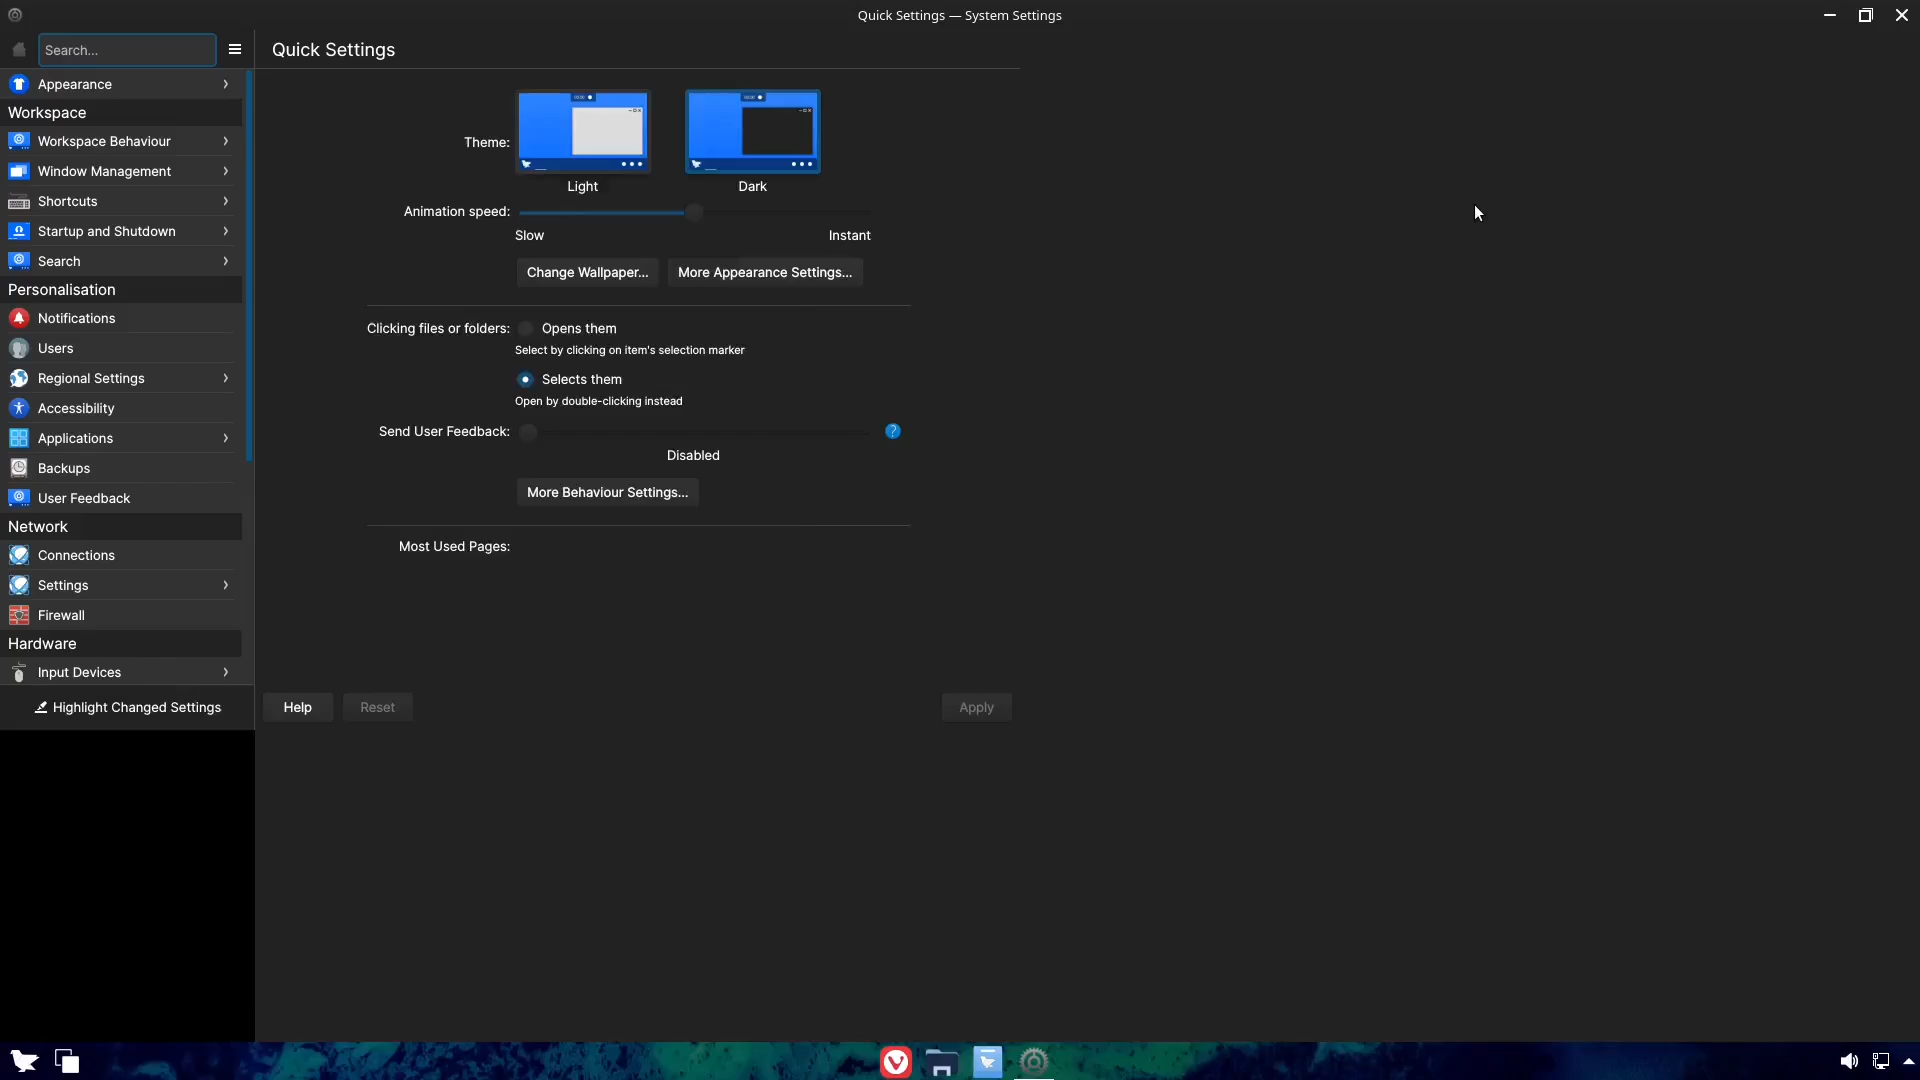 Quick Settings — System Settings
Search...
Quick Settings
Appearance
Workspace
Workspace Behaviour
Window Management
Shortcuts
Startup and Shutdown
Search
Personalisation
Notifications
Users
Regional Settings
Accessibility
Applications
Backups
User Feedback
Network
Connections
Settings
Firewall
Hardware
Input Devices
Highlight Changed Settings
Theme:
Light
Dark
Animation speed:
Slow
Instant
Change Wallpaper...
More Appearance Settings...
Clicking files or folders:
Opens them
Select by clicking on item's selection marker
Selects them
Open by double-clicking instead
Send User Feedback:
?
Disabled
More Behaviour Settings...
Most Used Pages:
Help
Reset
Apply